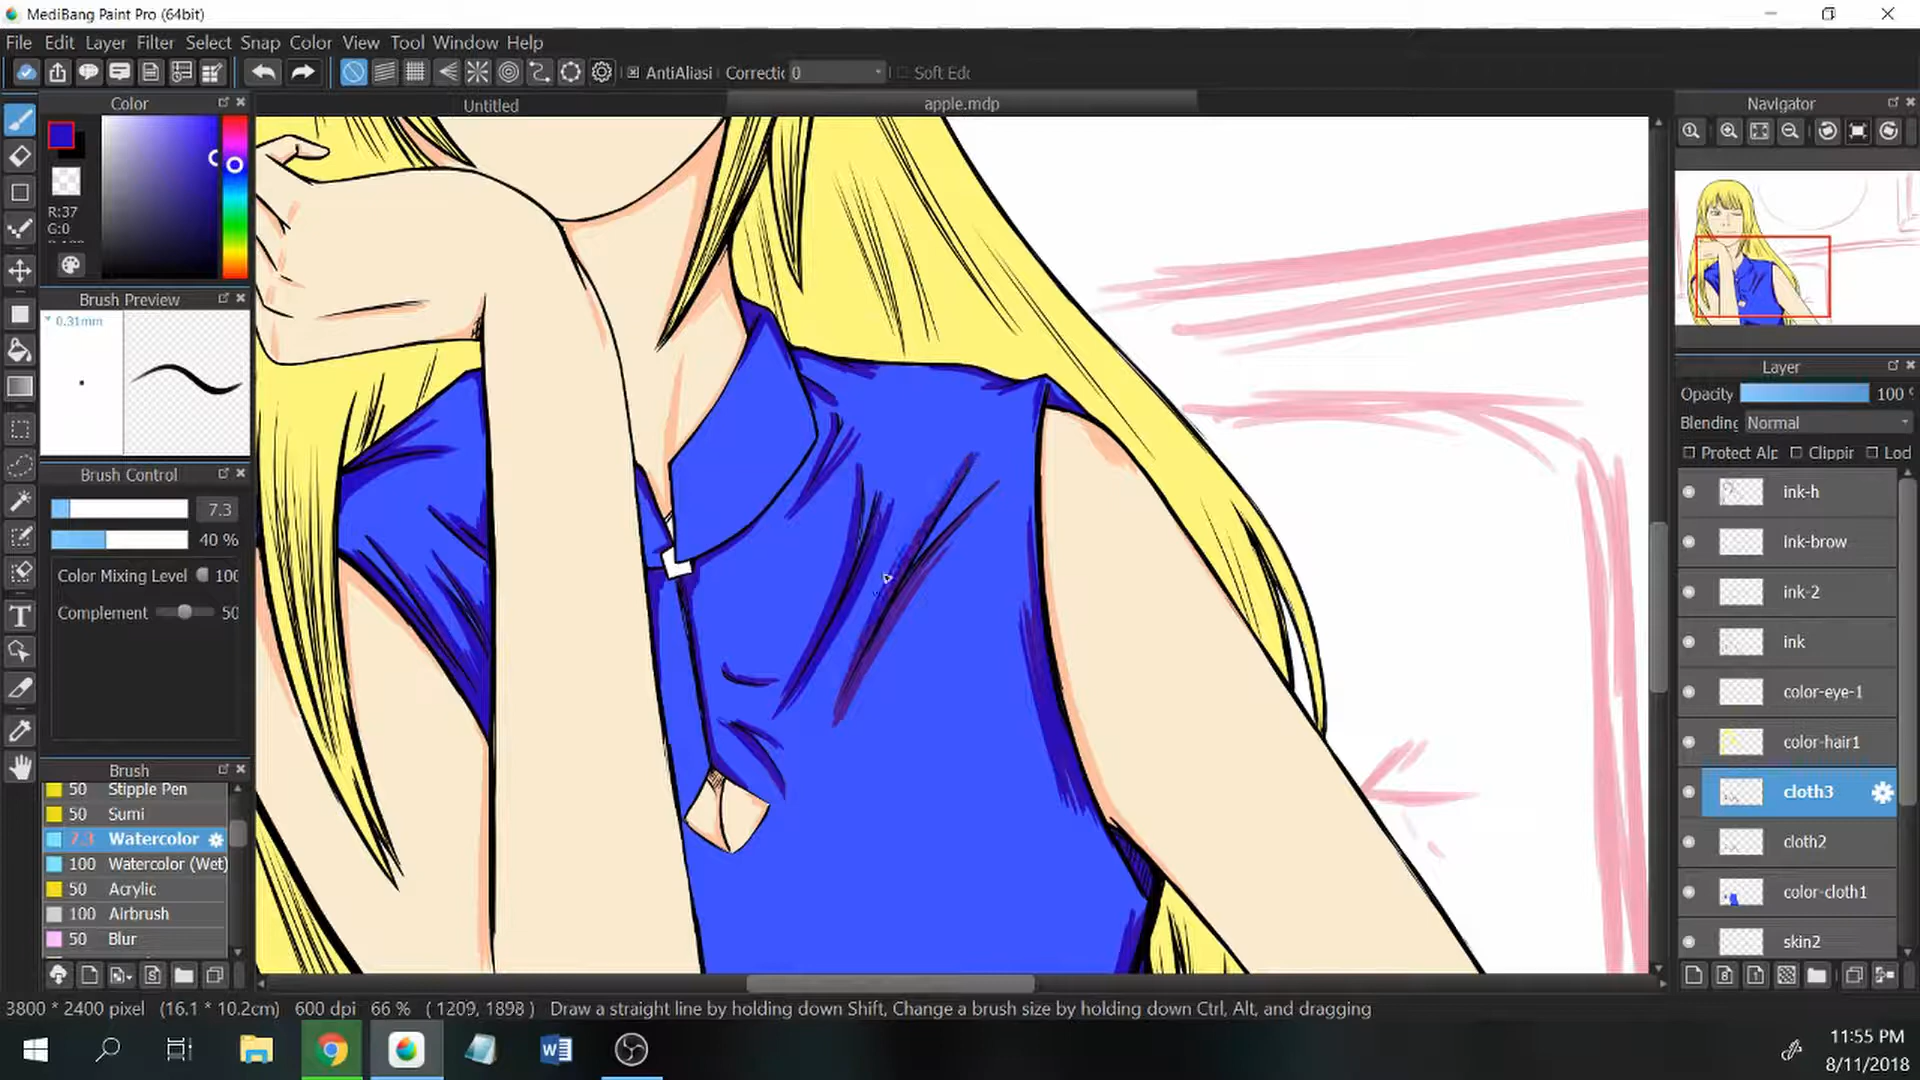 MediBang Paint Pro (64bit)
File Edit Layer Filter Select Snap Color View Tool Window Help
AntiAliasi Correctic 0 Soft Edc
Color
Untitled
apple.mdp
Navigator
R:37
G:0
Brush Preview
0.31mm
Layer
Opacity 100
Blending Normal
Protect Alp Clippir Loc
Brush Control
7.3
40 %
Color Mixing Level 100
Complement 50
ink-h
Ink-brow
ink-2
ink
color-eye-1
color-hair1
cloth3
cloth2
color-cloth1
skin2
Brush
50 Stipple Pen
50 Sumi
7.3 Watercolor
100 Watercolor (Wet)
50 Acrylic
100 Airbrush
50 Blur
3800 * 2400 pixel (16.1 * 10.2cm) 600 dpi 66 % ( 1209, 1898 ) Draw a straight line by holding down Shift, Change a brush size by holding down Ctrl, Alt, and dragging
11:55 PM
8/11/2018